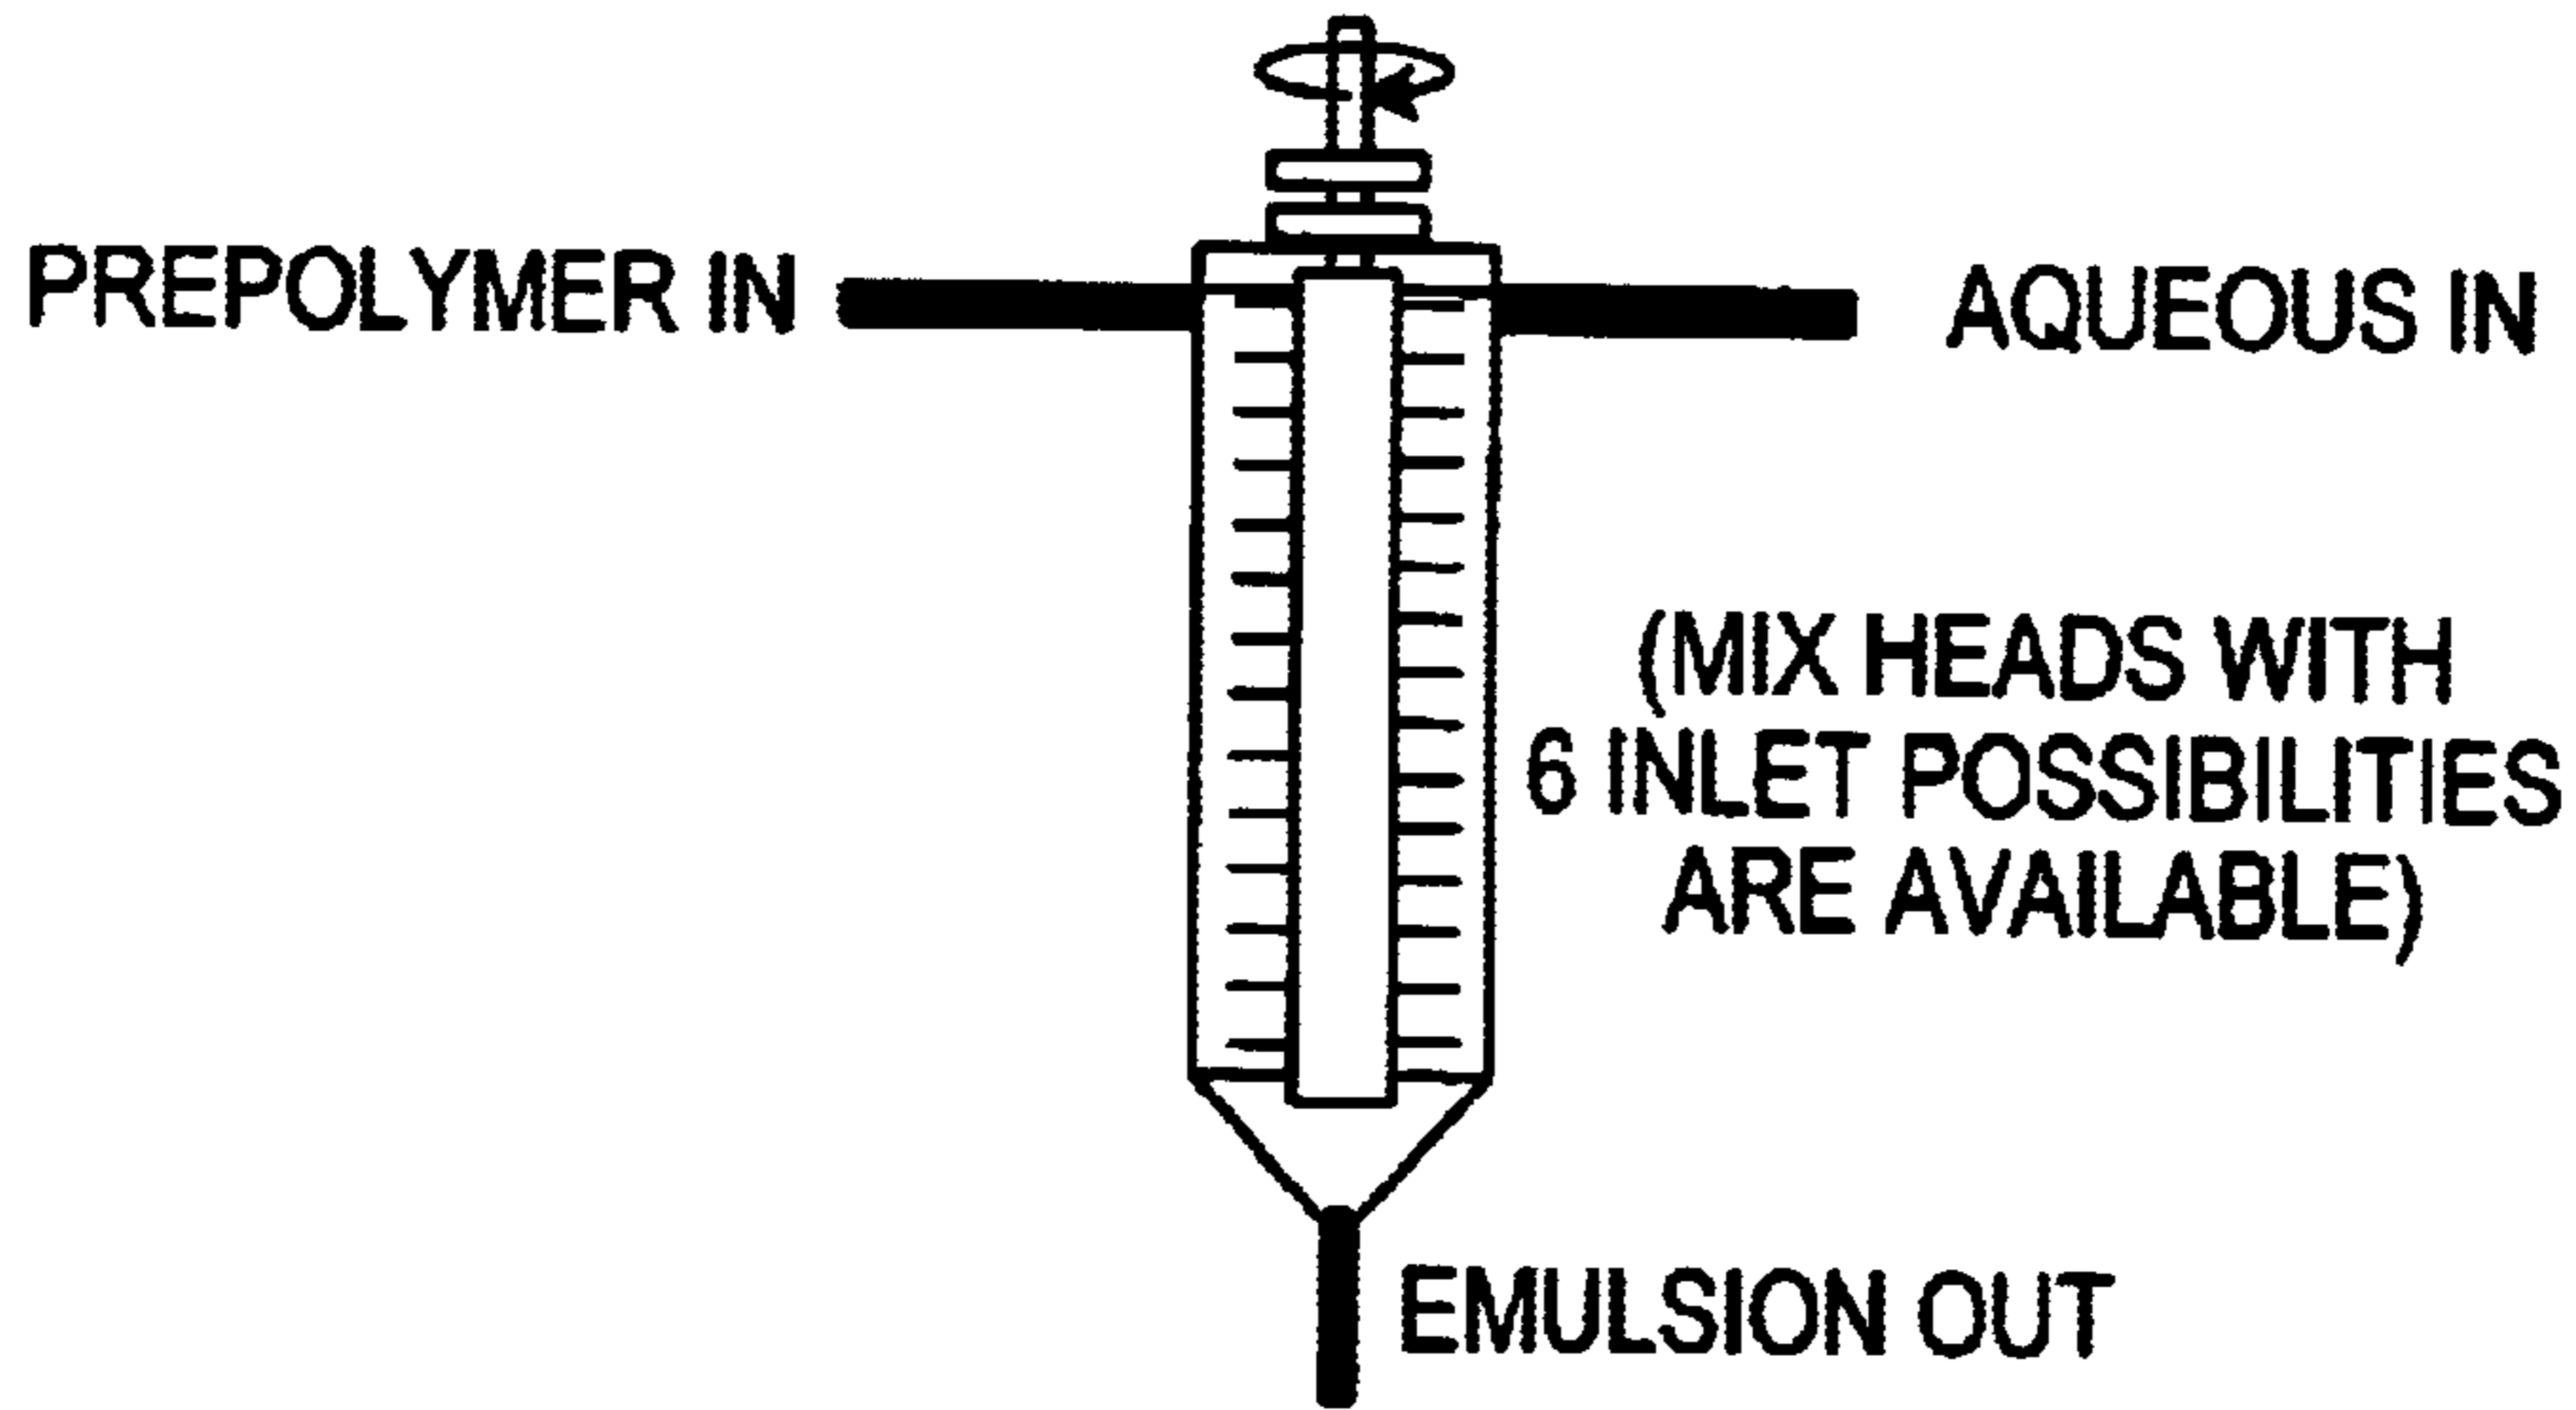 PREPOLYMER IN
AQUEOUS IN
(MIX HEADS WITH
6 INLET POSSIBILITIES
ARE AVAILABLE)
EMULSION OUT